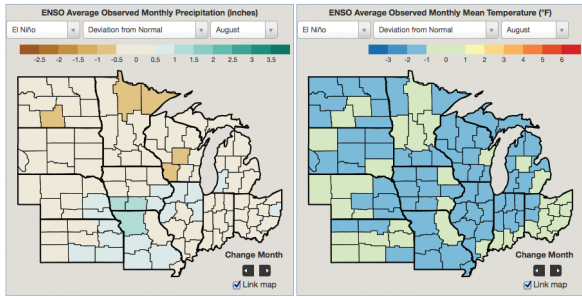 ENSO Average Observed Monthly Precipitation (inches)
El Niño Deviation from Normal August
-2.5 -2 -1.5 -1 -0.5 0 0.5 1 1.5 2 2.5 3 3.5
Change Month
Link map
ENSO Average Observed Monthly Mean Temperature (°F)
El Niño Deviation from Normal August
-3 -2 -1 0 1 2 3 4 5 6
Change Month
Link map